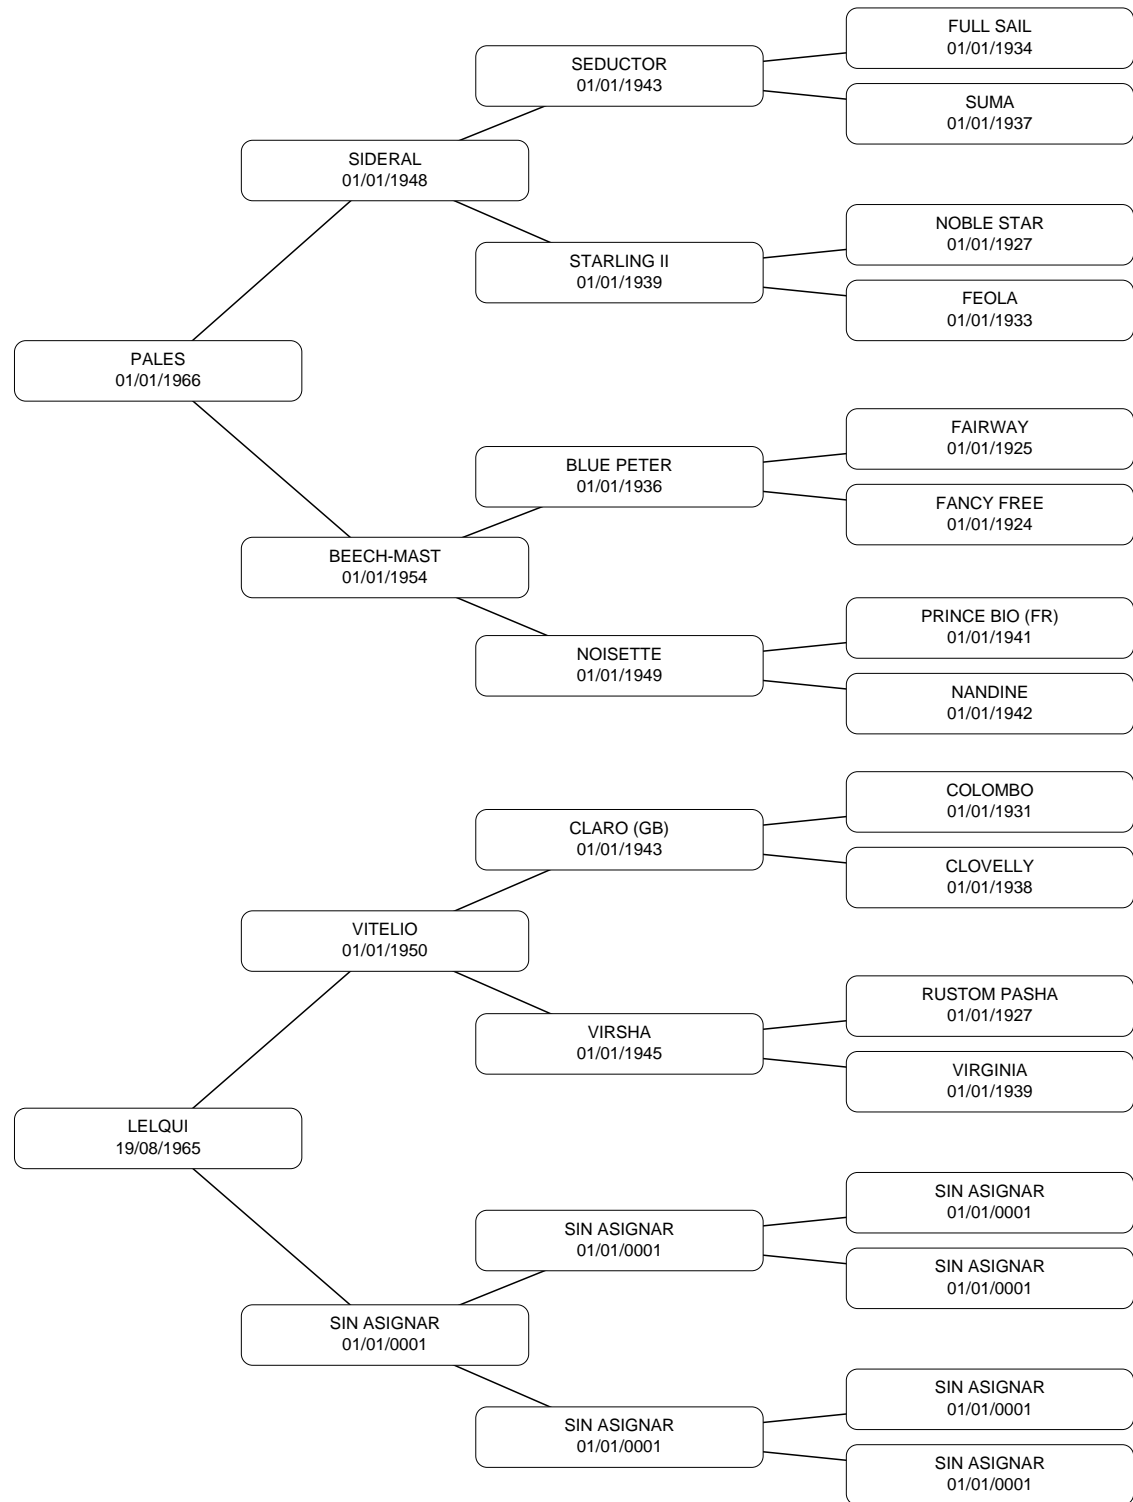 FULL SAIL
01/01/1934
SEDUCTOR
01/01/1943
SUMA
01/01/1937
SIDERAL
01/01/1948
NOBLE STAR
01/01/1927
STARLING II
01/01/1939
FEOLA
01/01/1933
PALES
01/01/1966
FAIRWAY
01/01/1925
BLUE PETER
01/01/1936
FANCY FREE
01/01/1924
BEECH-MAST
01/01/1954
PRINCE BIO (FR)
01/01/1941
NOISETTE
01/01/1949
NANDINE
01/01/1942
COLOMBO
01/01/1931
CLARO (GB)
01/01/1943
CLOVELLY
01/01/1938
VITELIO
01/01/1950
RUSTOM PASHA
01/01/1927
VIRSHA
01/01/1945
VIRGINIA
01/01/1939
LELQUI
19/08/1965
SIN ASIGNAR
01/01/0001
SIN ASIGNAR
01/01/0001
SIN ASIGNAR
01/01/0001
SIN ASIGNAR
01/01/0001
SIN ASIGNAR
01/01/0001
SIN ASIGNAR
01/01/0001
SIN ASIGNAR
01/01/0001